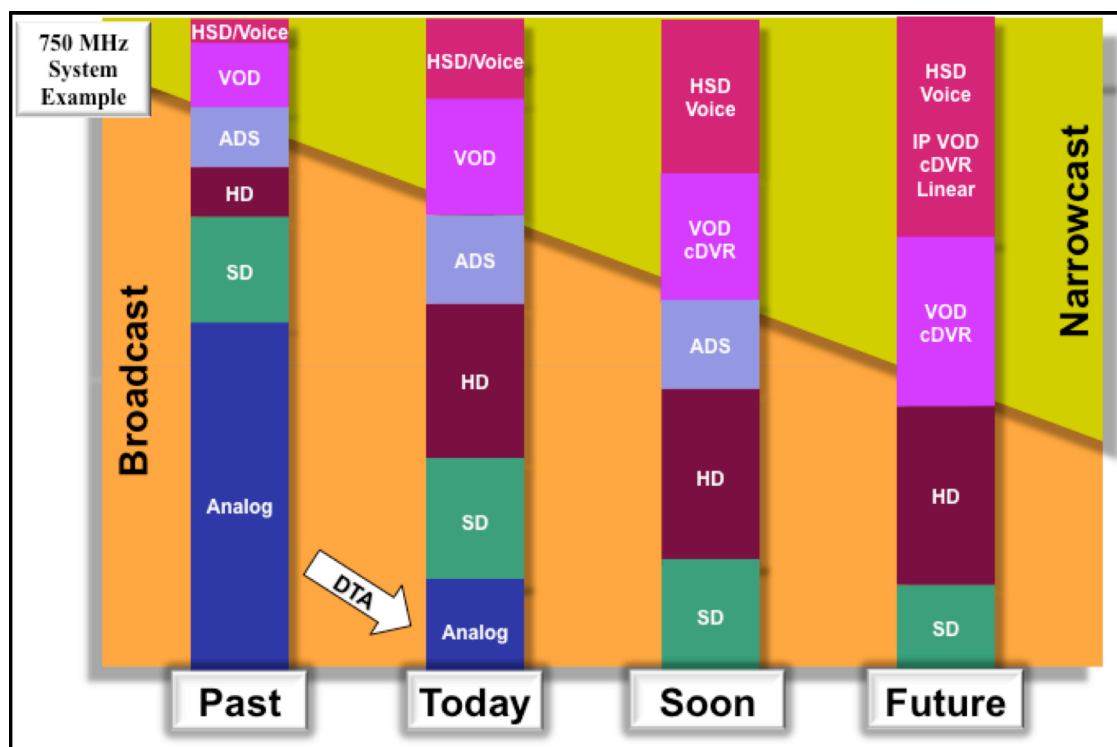 750 MHz
System
Example
Broadcast
Narrowcast
HSD/Voice
VOD
ADS
HD
SD
Analog
DTA
HSD/Voice
VOD
ADS
HD
SD
Analog
HSD
Voice
VOD
cDVR
ADS
HD
SD
HSD
Voice
IP VOD
cDVR
Linear
VOD
cDVR
HD
SD
Past
Today
Soon
Future